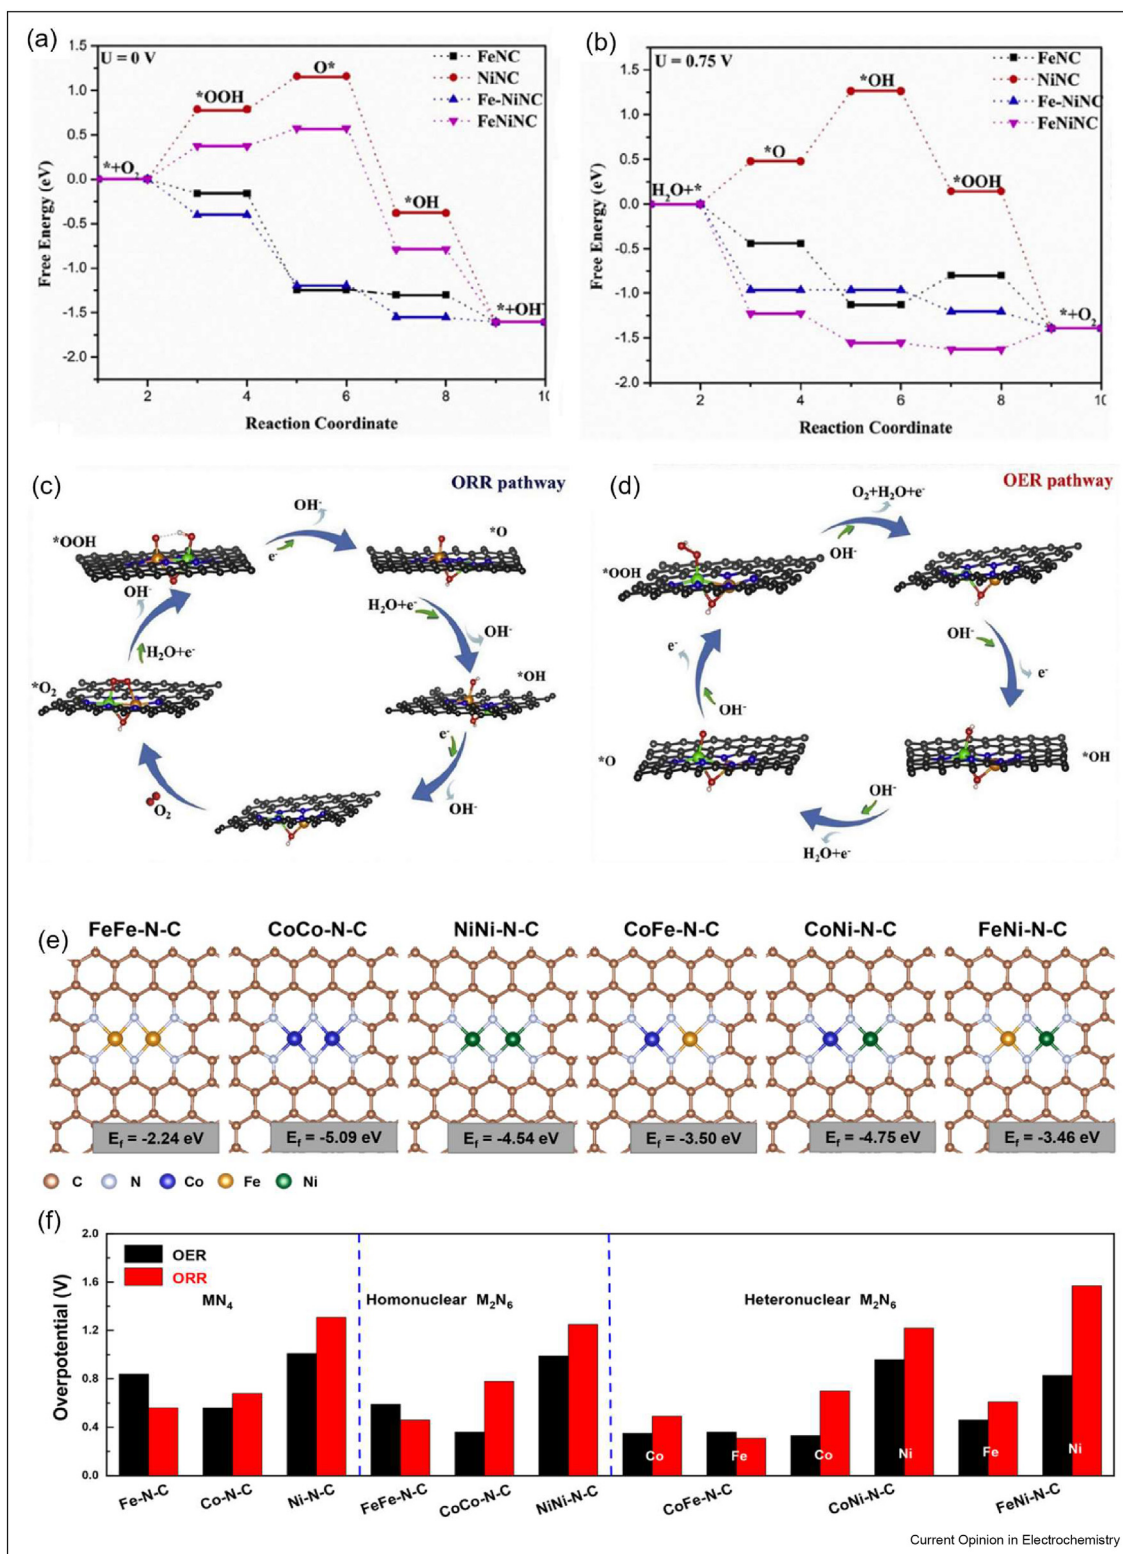 (a)
U = 0 V
FeNC
NiNC
Fe-NiNC
FeNiNC
*+O2
*OOH
O*
*OH
*+OH-
1.5
1.0
0.5
0.0
-0.5
-1.0
-1.5
-2.0
2 4 6 8 10
Free Energy (eV)
Reaction Coordinate
(b)
U = 0.75 V
FeNC
NiNC
Fe-NiNC
FeNiNC
H2O+*
*O
*OH
*OOH
*+O2
1.5
1.0
0.5
0.0
-0.5
-1.0
-1.5
-2.0
2 4 6 8 10
Free Energy (eV)
Reaction Coordinate
(c)
ORR pathway
*OOH
OH-
e-
*O
H2O+e-
OH-
*OH
e-
OH-
O2
*O2
H2O+e-
OH-
(d)
OER pathway
O2+H2O+e-
OH-
*OOH
OH-
e-
*OH
OH-
H2O+e-
*O
OH-
e-
(e)
FeFe-N-C CoCo-N-C NiNi-N-C CoFe-N-C CoNi-N-C FeNi-N-C
Ef = -2.24 eV Ef = -5.09 eV Ef = -4.54 eV Ef = -3.50 eV Ef = -4.75 eV Ef = -3.46 eV
C N Co Fe Ni
(f)
OER
ORR
MN4
Homonuclear M2N6
Heteronuclear M2N6
2.0
1.6
1.2
0.8
0.4
0.0
Overpotential (V)
Co Fe Co Ni Fe Ni
Fe-N-C Co-N-C Ni-N-C FeFe-N-C CoCo-N-C NiNi-N-C CoFe-N-C CoNi-N-C FeNi-N-C
Current Opinion in Electrochemistry